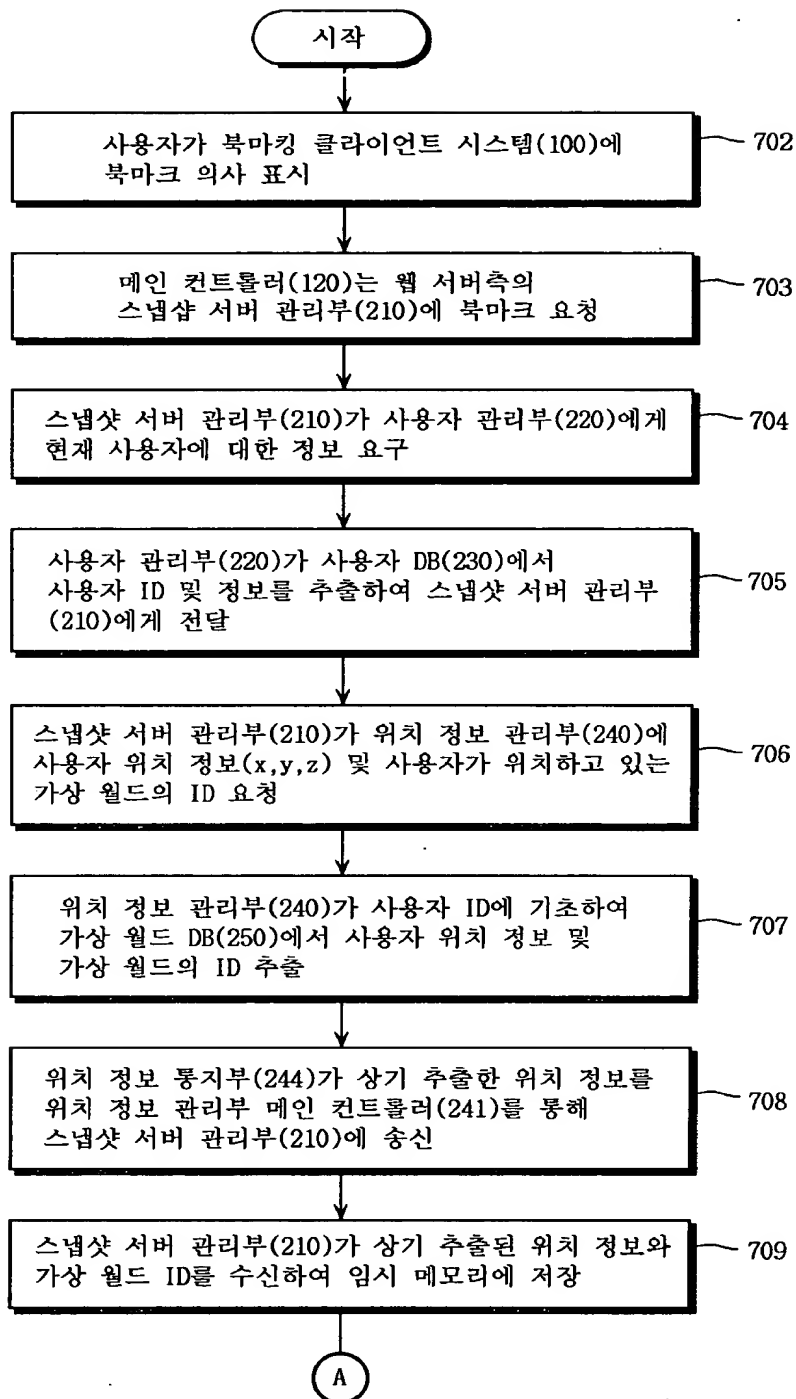 시작
사용자가 북마킹 클라이언트 시스템(100)에
북마크 의사 표시
702
메인 컨트롤러(120)는 웹 서버측의
스냅샵 서버 관리부(210)에 북마크 요청
703
스냅샷 서버 관리부(210)가 사용자 관리부(220)에게
현재 사용자에 대한 정보 요구
704
사용자 관리부(220)가 사용자 DB(230)에서
사용자 ID 및 정보를 추출하여 스냅샷 서버 관리부
(210)에게 전달
705
스냅샷 서버 관리부(210)가 위치 정보 관리부(240)에
사용자 위치 정보(x,y,z) 및 사용자가 위치하고 있는
가상 월드의 ID 요청
706
위치 정보 관리부(240)가 사용자 ID에 기초하여
가상 월드 DB(250)에서 사용자 위치 정보 및
가상 월드의 ID 추출
707
위치 정보 통지부(244)가 상기 추출한 위치 정보를
위치 정보 관리부 메인 컨트롤러(241)를 통해
스냅샷 서버 관리부(210)에 송신
708
스냅샷 서버 관리부(210)가 상기 추출된 위치 정보와
가상 월드 ID를 수신하여 임시 메모리에 저장
709
A